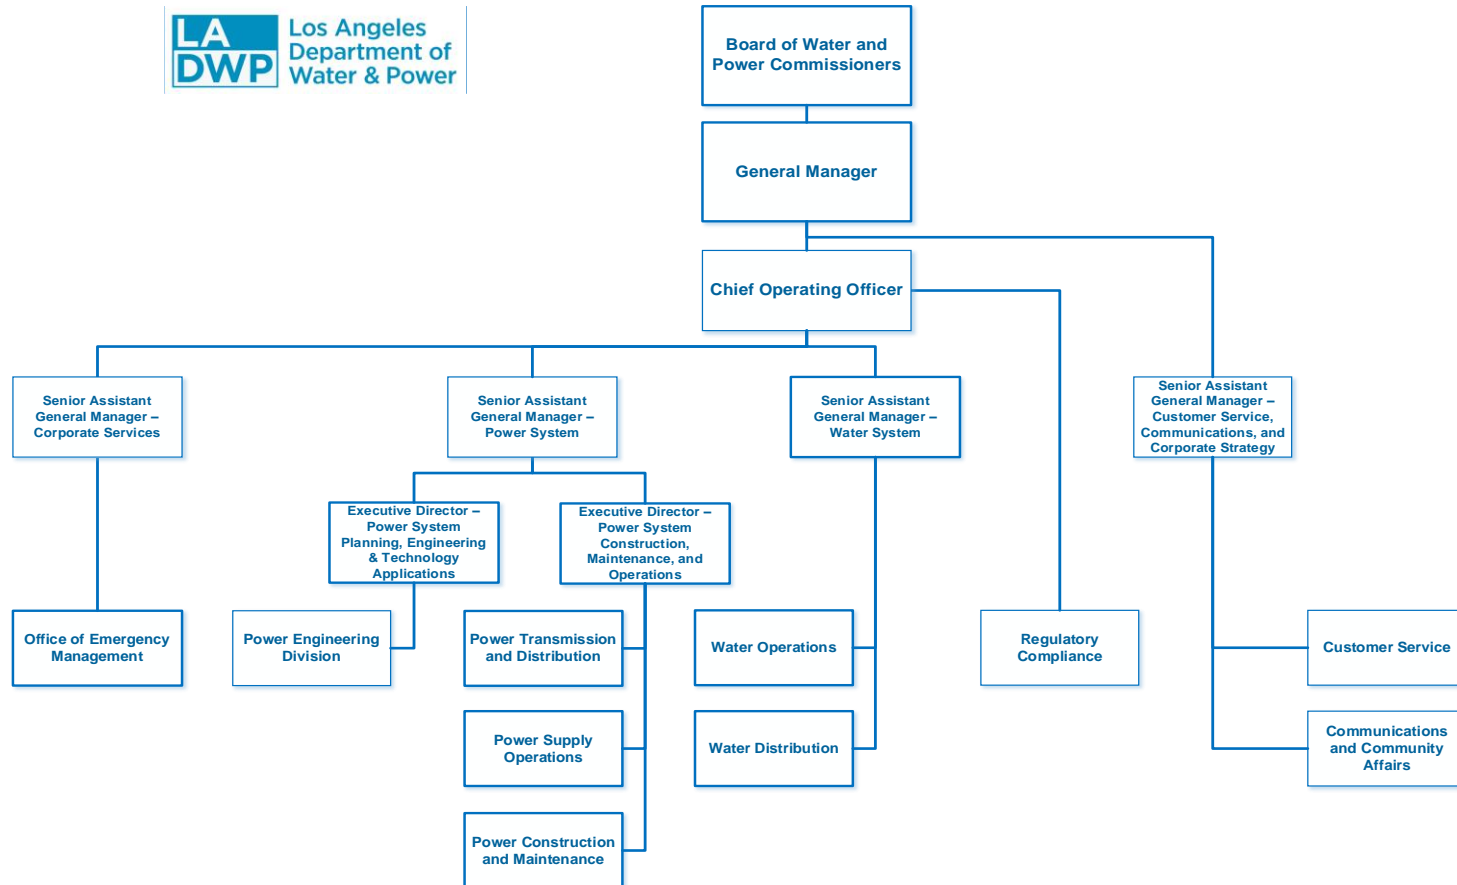 LA
DWP
Los Angeles
Department of
Water & Power
Board of Water and
Power Commissioners
General Manager
Chief Operating Officer
Senior Assistant
General Manager –
Corporate Services
Senior Assistant
General Manager –
Power System
Senior Assistant
General Manager –
Water System
Senior Assistant
General Manager –
Customer Service,
Communications, and
Corporate Strategy
Executive Director –
Power System
Planning, Engineering
& Technology
Applications
Executive Director –
Power System
Construction,
Maintenance, and
Operations
Office of Emergency
Management
Power Engineering
Division
Power Transmission
and Distribution
Water Operations
Regulatory
Compliance
Customer Service
Power Supply
Operations
Water Distribution
Communications
and Community
Affairs
Power Construction
and Maintenance